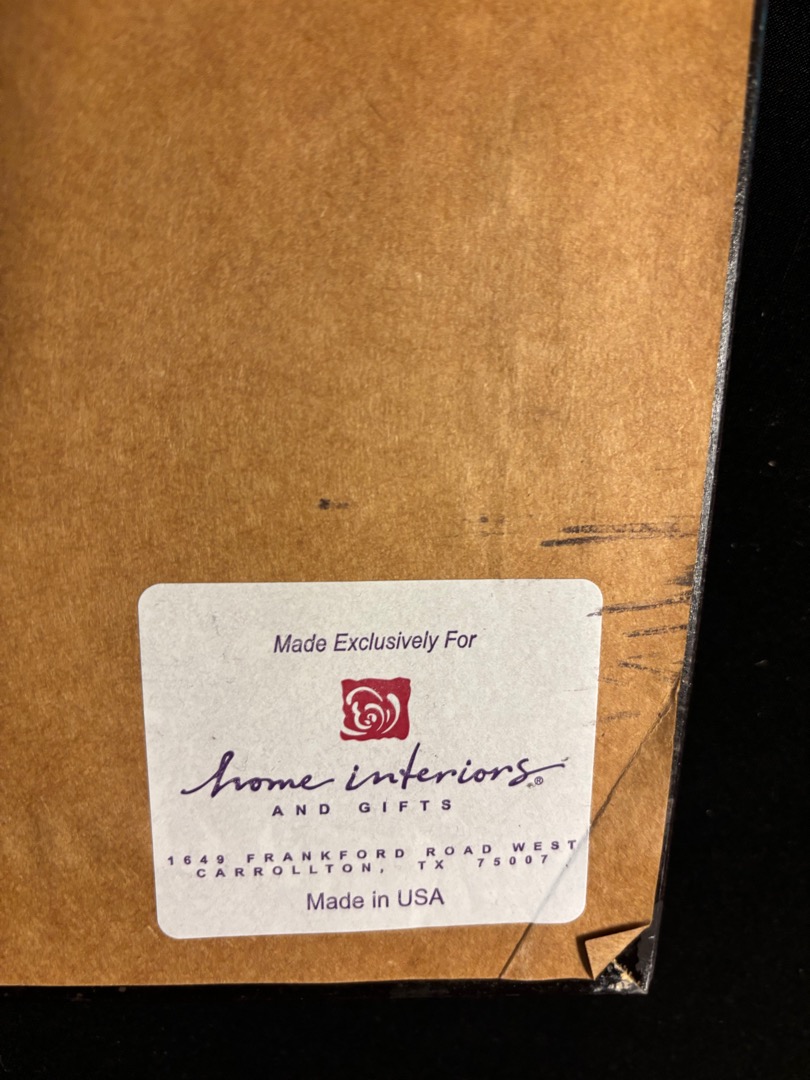 Made Exclusively For
home interiors®
AND GIFTS
1649 FRANKFORD ROAD WEST
CARROLLTON, TX 75007
Made in USA